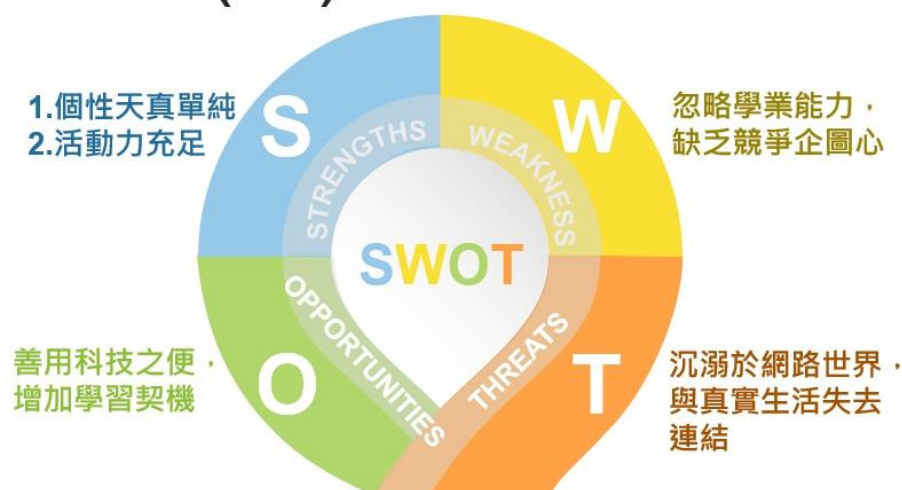 1.個性天真單純
2.活動力充足
S
STRENGTHS
W
WEAKNESS
忽略學業能力，
缺乏競爭企圖心
SWOT
善用科技之便，
增加學習契機
O
OPPORTUNITIES
T
THREATS
沉溺於網路世界，
與真實生活失去
連結